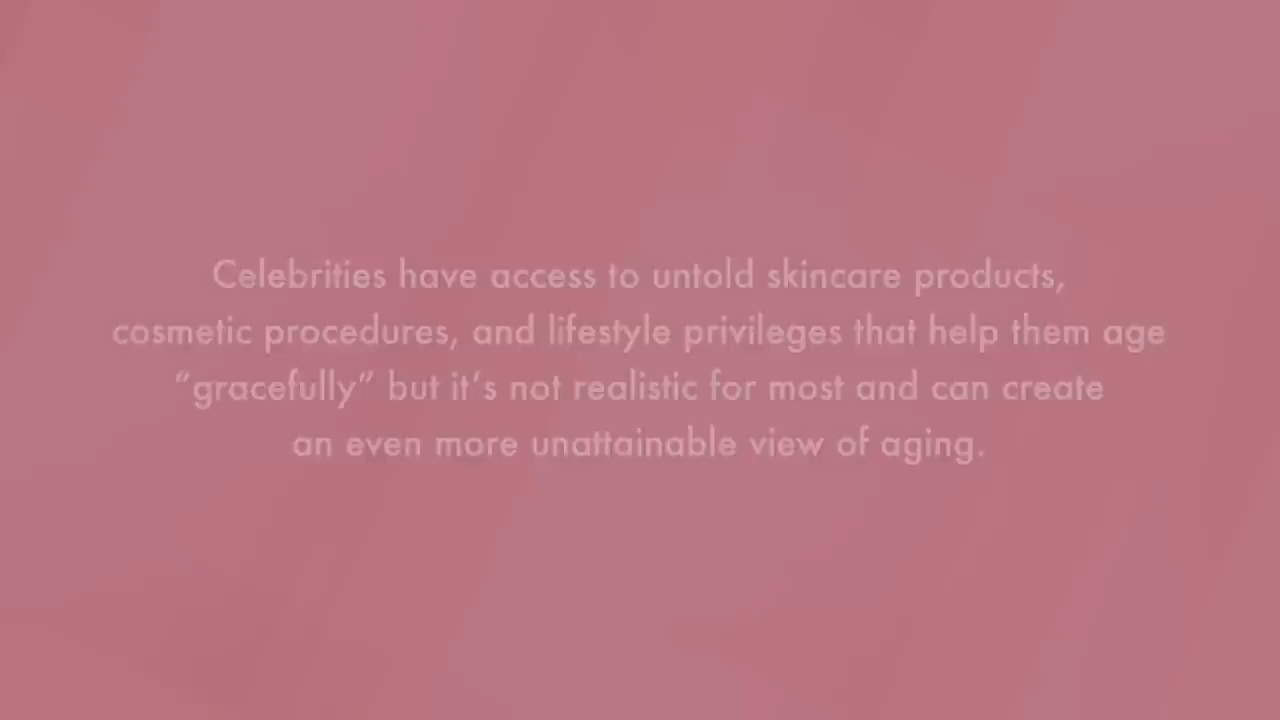 Celebrities have access to untold skincare products,
cosmetic procedures, and lifestyle privileges that help them age
“gracefully” but it’s not realistic for most and can create
an even more unattainable view of aging.